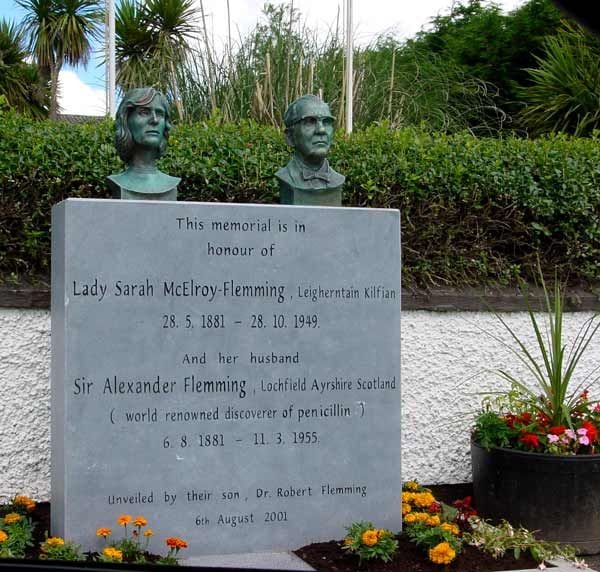 This memorial is in
honour of
Lady Sarah McElroy-Flemming , Leigherntain Kilfian
28. 5. 1881 – 28. 10. 1949.
And her husband
Sir Alexander Flemming , Lochfield Ayrshire Scotland
( world renowned discoverer of penicillin )
6. 8. 1881 – 11. 3. 1955.
Unveiled by their son , Dr. Robert Flemming
6th August 2001